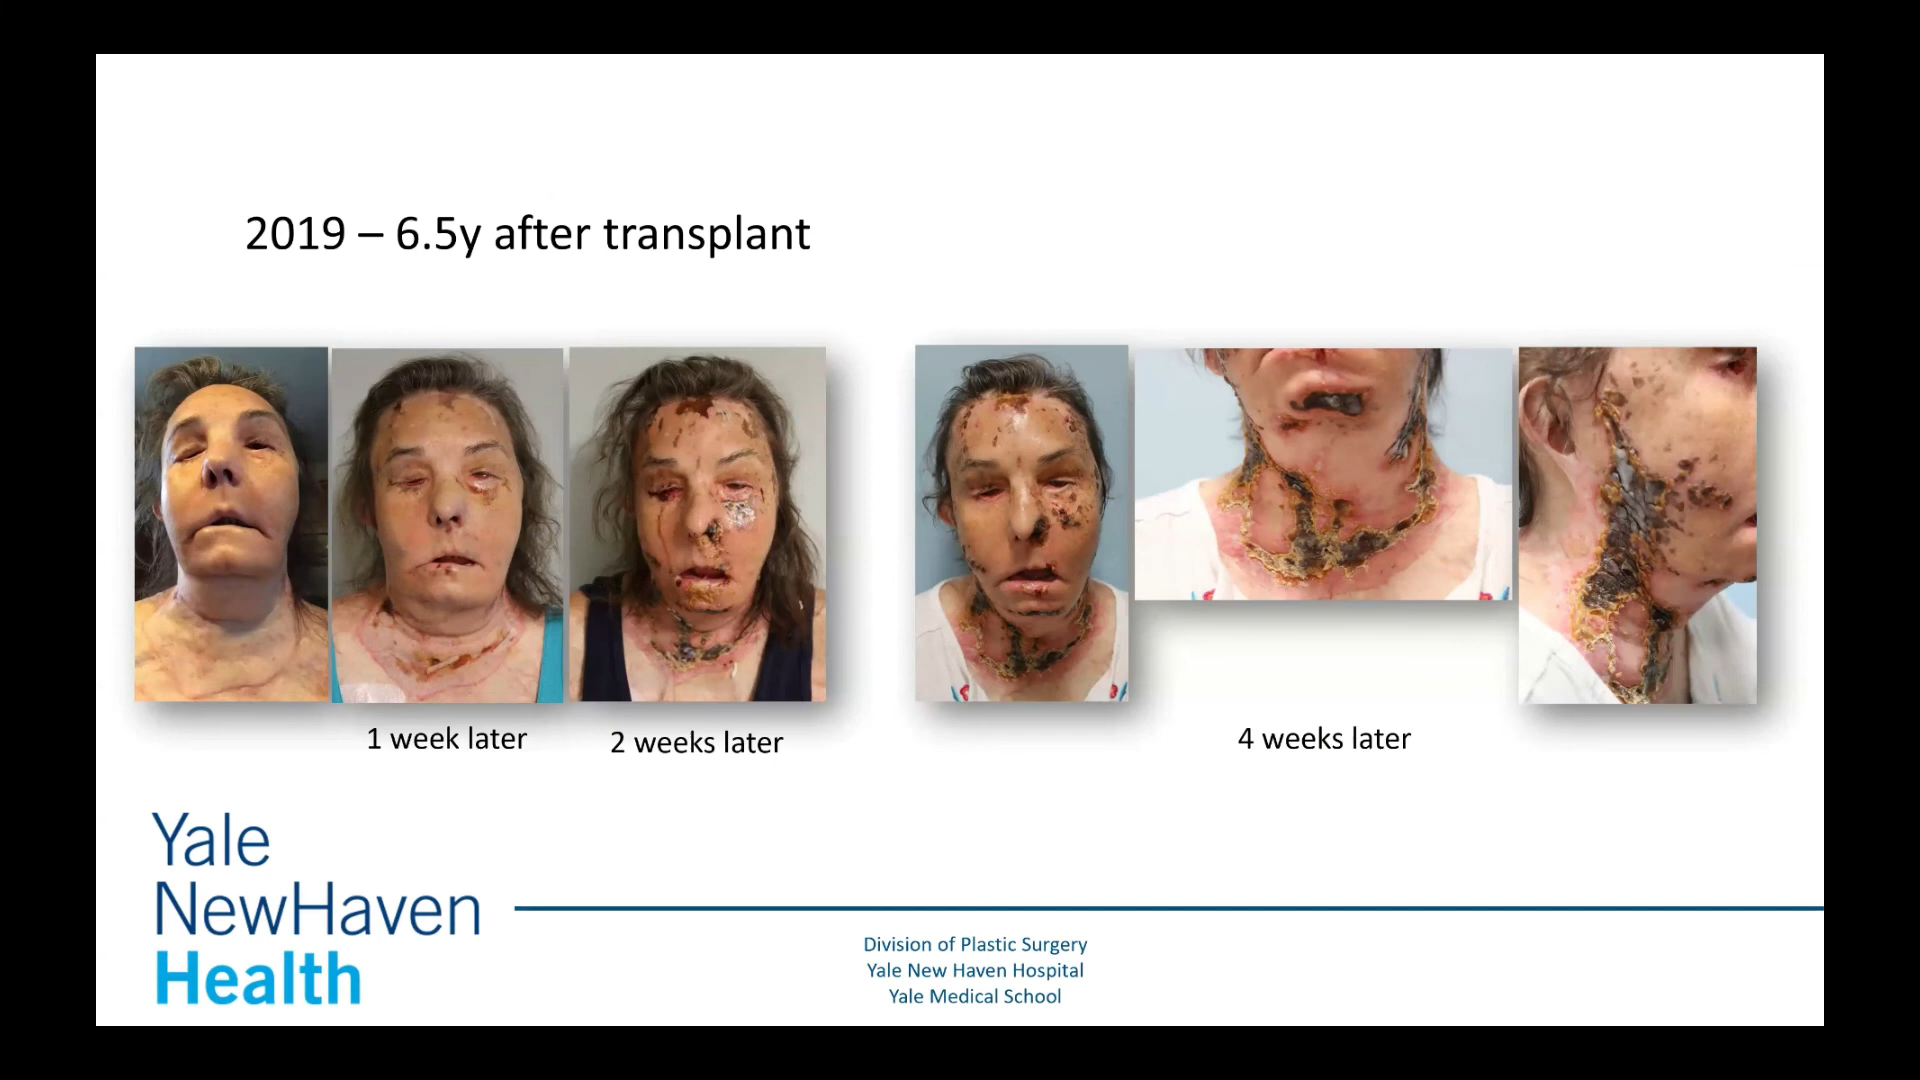 2019 – 6.5y after transplant
1 week later
2 weeks later
4 weeks later
Yale
NewHaven
Health
Division of Plastic Surgery
Yale New Haven Hospital
Yale Medical School